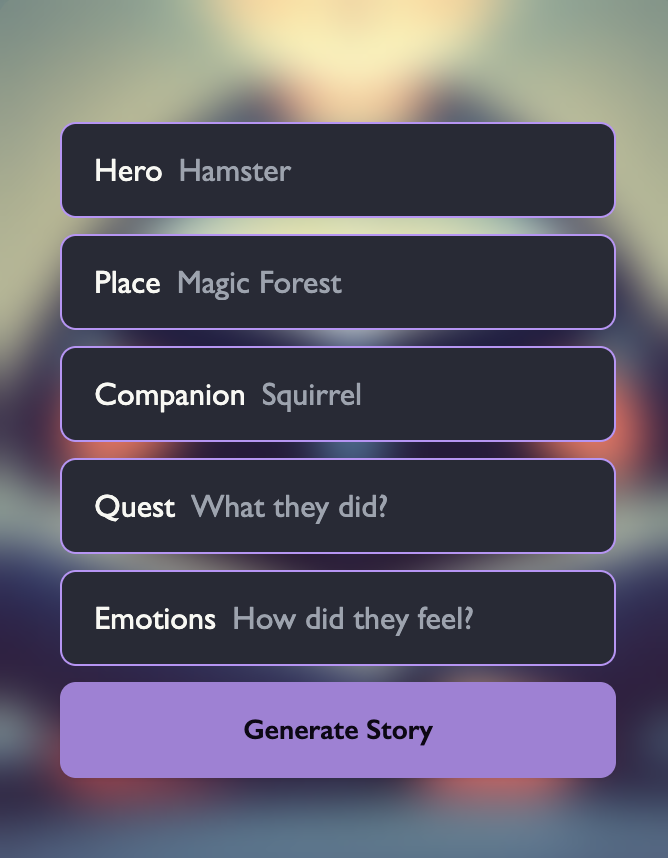 Hero Hamster
Place Magic Forest
Companion Squirrel
Quest What they did?
Emotions How did they feel?
Generate Story